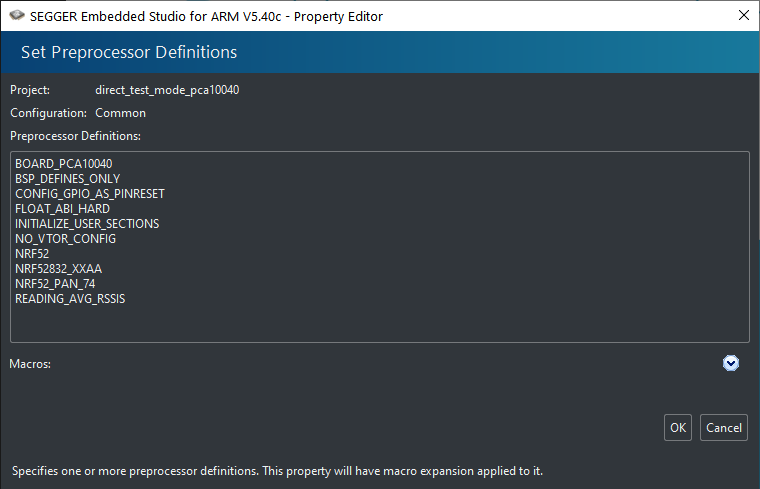 SEGGER Embedded Studio for ARM V5.40c - Property Editor
Set Preprocessor Definitions
Project: direct_test_mode_pca10040
Configuration: Common
Preprocessor Definitions:
BOARD_PCA10040
BSP_DEFINES_ONLY
CONFIG_GPIO_AS_PINRESET
FLOAT_ABI_HARD
INITIALIZE_USER_SECTIONS
NO_VTOR_CONFIG
NRF52
NRF52832_XXAA
NRF52_PAN_74
READING_AVG_RSSIS
Macros:
OK Cancel
Specifies one or more preprocessor definitions. This property will have macro expansion applied to it.